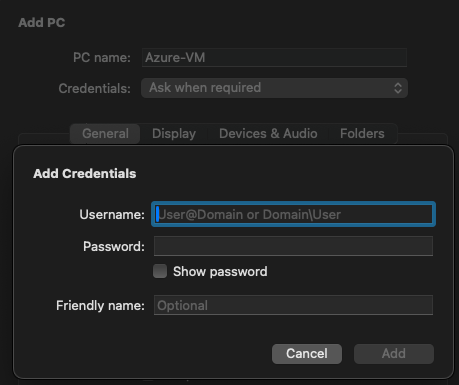 Add PC
PC name: Azure-VM
Credentials: Ask when required
General Display Devices & Audio Folders
Add Credentials
Username: User@Domain or Domain\User
Password:
Show password
Friendly name: Optional
Cancel Add